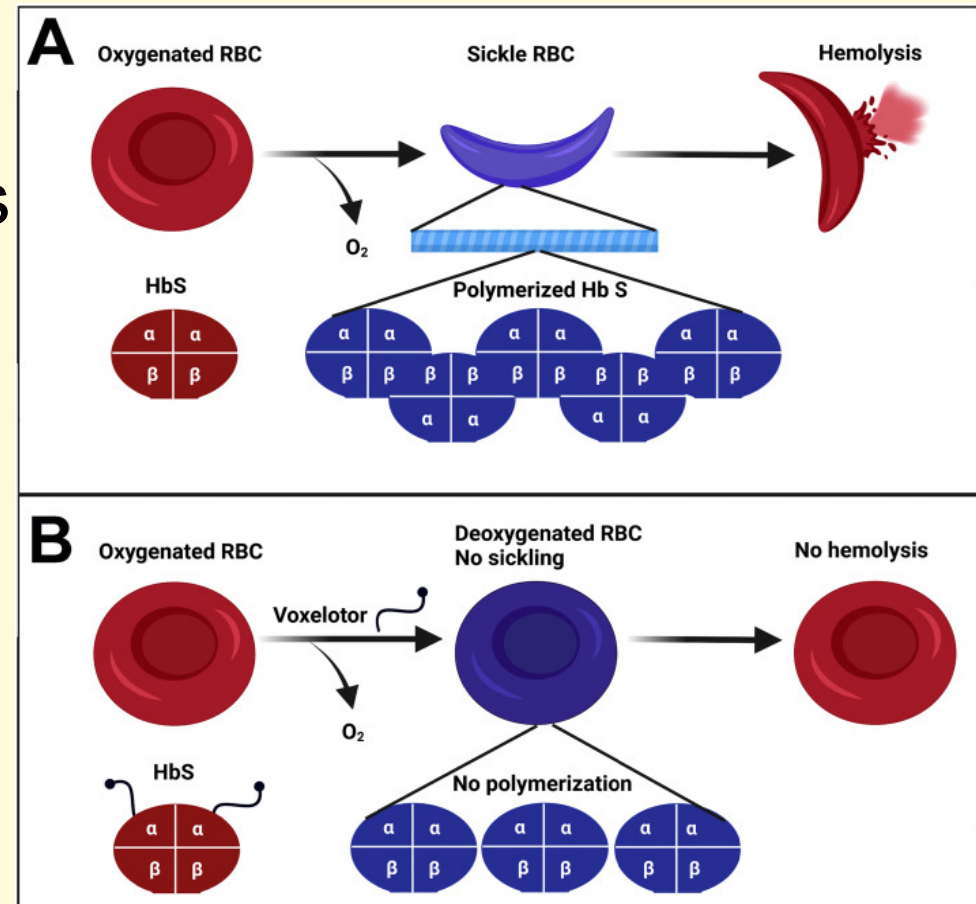 A
Oxygenated RBC
Sickle RBC
Hemolysis
s
O₂
HbS
Polymerized Hb S
α α
β β
α α α α α α
β β β β β β β β β β
α α α α
B
Oxygenated RBC
Deoxygenated RBC
No sickling
No hemolysis
Voxelotor
O₂
HbS
No polymerization
α α
β β
α α α α α α
β β β β β β